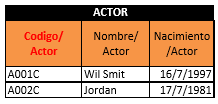 ACTOR
Codigo/ Nombre/ Nacimiento
Actor Actor /Actor
A001C Wil Smit 16/7/1997
A002C Jordan 17/7/1981